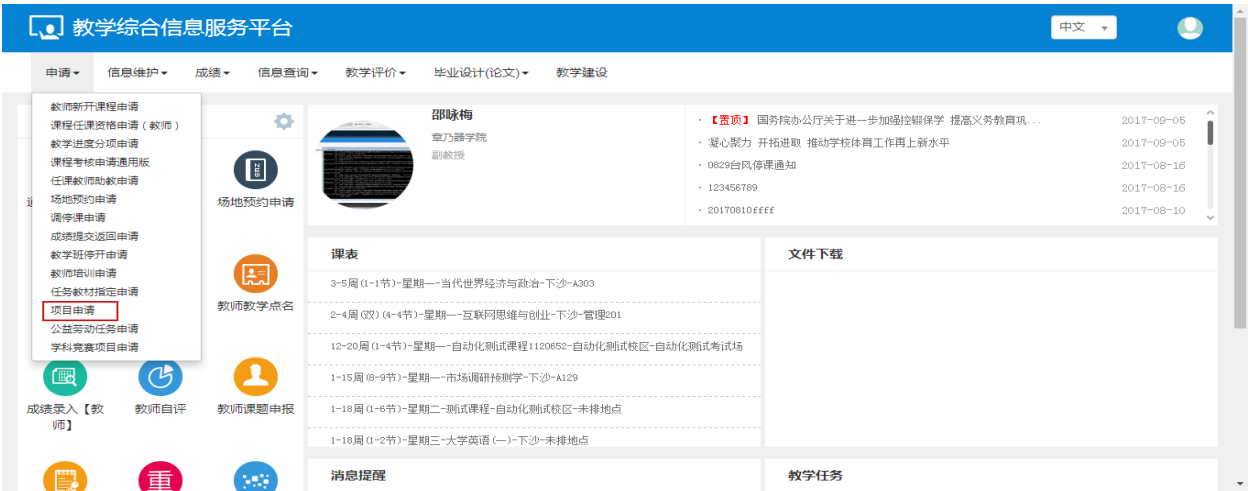 教学综合信息服务平台
中文
申请 信息维护 成绩 信息查询 教学评价 毕业设计(论文) 教学建设
教师新开课程申请
课程任课资格申请（教师）
教学进度分项申请
课程考核申请通用版
任课教师助教申请
场地预约申请
调停课申请
成绩提交返回申请
教学班停开申请
教师培训申请
任务教材指定申请
项目申请
公益劳动任务申请
学科竞赛项目申请
场地预约申请
教师教学点名
成绩录入【教
师】
教师自评
教师课题申报
重
邵咏梅
章乃器学院
副教授
· 【置顶】 国务院办公厅关于进一步加强控辍保学 提高义务教育巩... 2017-09-05
· 凝心聚力 开拓进取 推动学校体育工作再上新水平 2017-09-05
· 0829台风停课通知 2017-08-16
· 123456789 2017-08-16
· 20170810ffff 2017-08-10
课表
3-5周(1-1节)-星期一-当代世界经济与政治-下沙-A303
2-4周(双)(4-4节)-星期一-互联网思维与创业-下沙-管理201
12-20周(1-4节)-星期一-自动化测试课程1120652-自动化测试校区-自动化测试考试场
1-15周(8-9节)-星期一-市场调研预测学-下沙-A129
1-18周(1-6节)-星期二-测试课程-自动化测试校区-未排地点
1-18周(1-2节)-星期三-大学英语(一)-下沙-未排地点
文件下载
消息提醒
教学任务